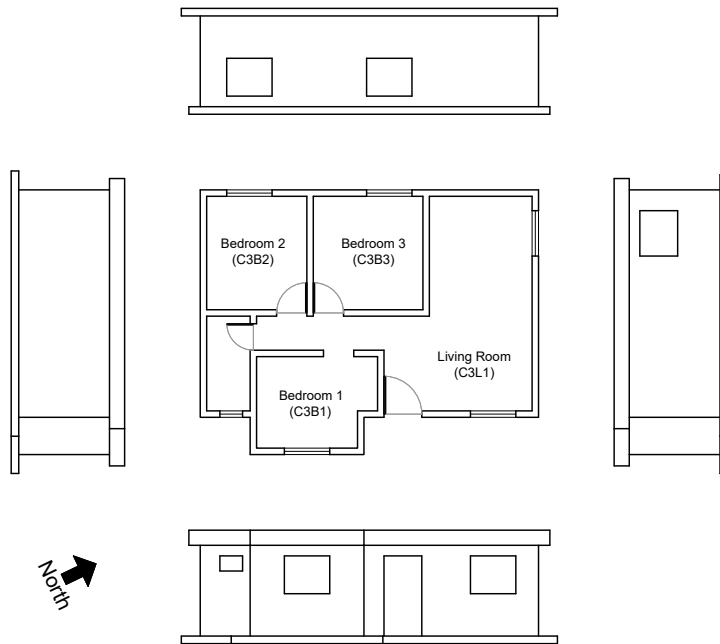 Bedroom 2
(C3B2)
Bedroom 3
(C3B3)
Living Room
(C3L1)
Bedroom 1
(C3B1)
North